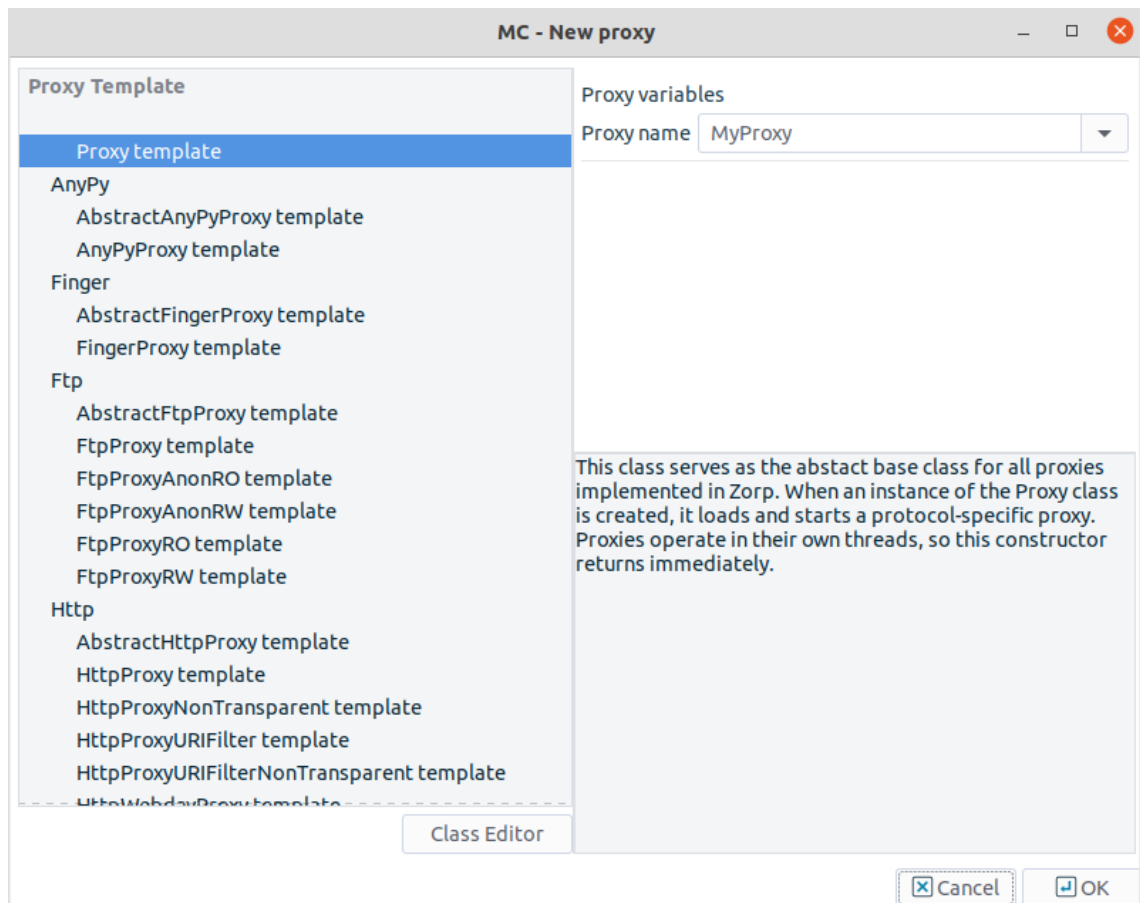 MC - New proxy
Proxy Template
Proxy template
AnyPy
AbstractAnyPyProxy template
AnyPyProxy template
Finger
AbstractFingerProxy template
FingerProxy template
Ftp
AbstractFtpProxy template
FtpProxy template
FtpProxyAnonRO template
FtpProxyAnonRW template
FtpProxyRO template
FtpProxyRW template
Http
AbstractHttpProxy template
HttpProxy template
HttpProxyNonTransparent template
HttpProxyURIFilter template
HttpProxyURIFilterNonTransparent template
HttpWebdavProxy template
Class Editor
Proxy variables
Proxy name MyProxy
This class serves as the abstact base class for all proxies
implemented in Zorp. When an instance of the Proxy class
is created, it loads and starts a protocol-specific proxy.
Proxies operate in their own threads, so this constructor
returns immediately.
Cancel OK